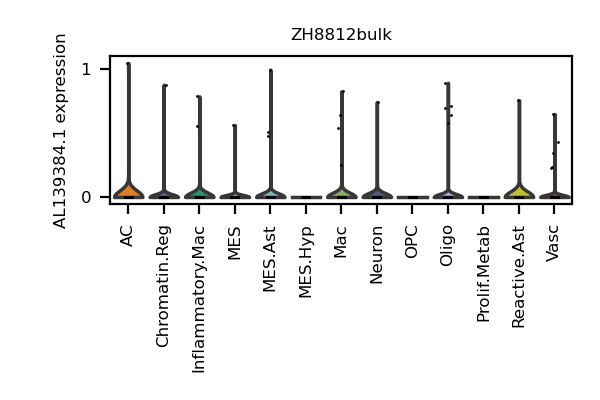 ZH8812bulk
AL139384.1 expression
1
0
AC
Chromatin.Reg
Inflammatory.Mac
MES
MES.Ast
MES.Hyp
Mac
Neuron
OPC
Oligo
Prolif.Metab
Reactive.Ast
Vasc